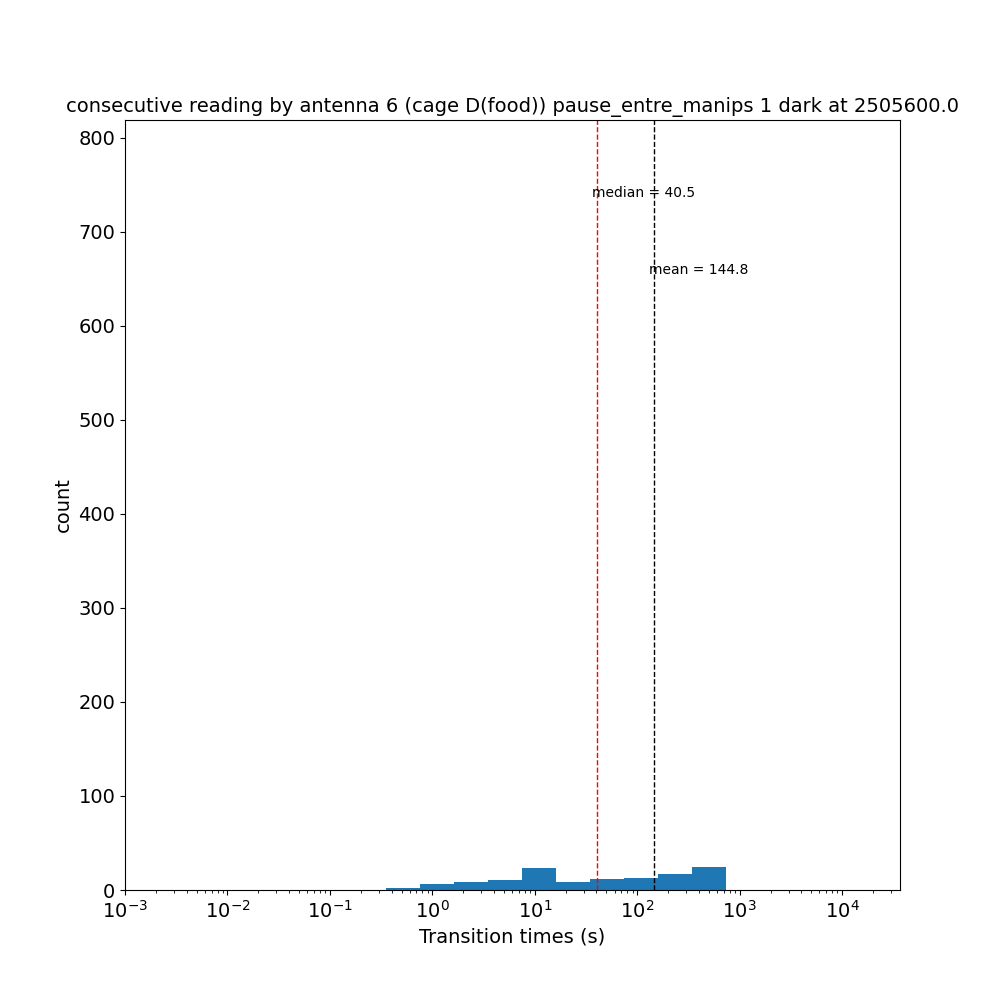 consecutive reading by antenna 6 (cage D(food)) pause_entre_manips 1 dark at 2505600.0
800
median = 40.5
700
mean = 144.8
600
500
count
400
300
200
100
0
10⁻³ 10⁻² 10⁻¹ 10⁰ 10¹ 10² 10³ 10⁴
Transition times (s)